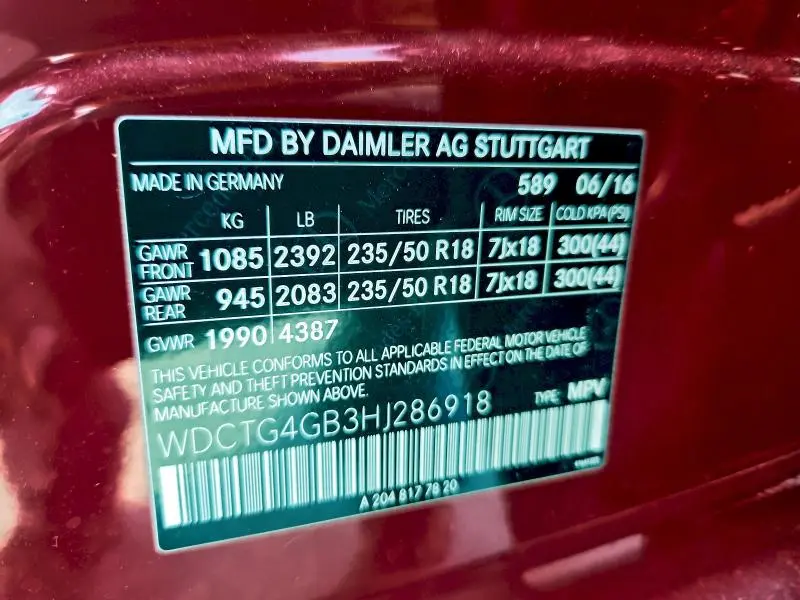 MFD BY DAIMLER AG STUTTGART
MADE IN GERMANY 589 06/16
KG LB TIRES RIM SIZE COLD KPA (PSI)
GAWR FRONT 1085 2392 235/50 R18 7Jx18 300(44)
GAWR REAR 945 2083 235/50 R18 7Jx18 300(44)
GVWR 1990 4387
THIS VEHICLE CONFORMS TO ALL APPLICABLE FEDERAL MOTOR VEHICLE
SAFETY AND THEFT PREVENTION STANDARDS IN EFFECT ON THE DATE OF
MANUFACTURE SHOWN ABOVE.
TYPE: MPV
WDCTG4GB3HJ286918
A 204 817 78 20